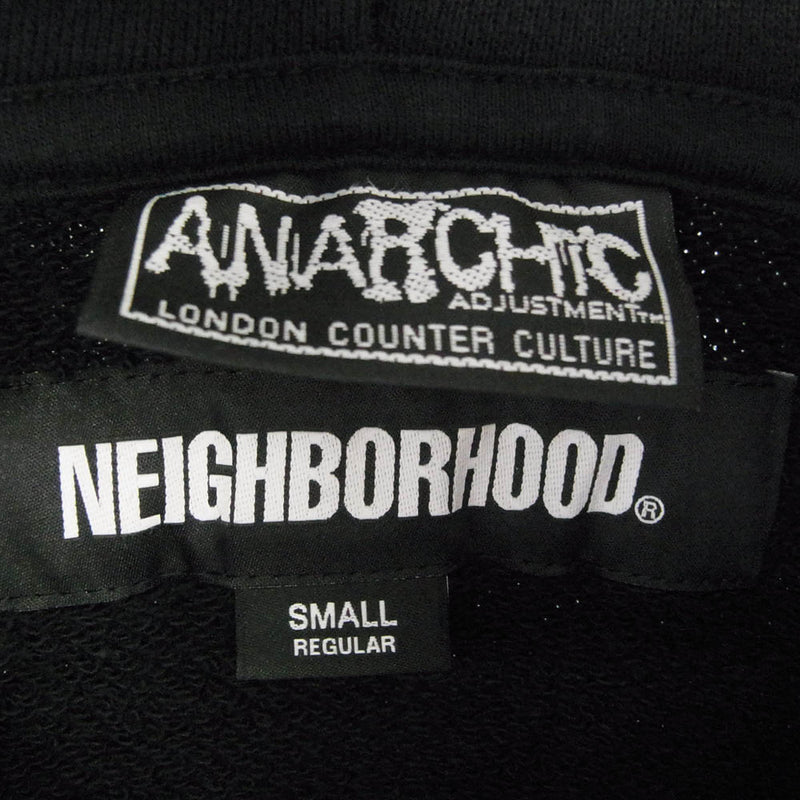 ANARCHIC
ADJUSTMENT™
LONDON COUNTER CULTURE
NEIGHBORHOOD®
SMALL
REGULAR